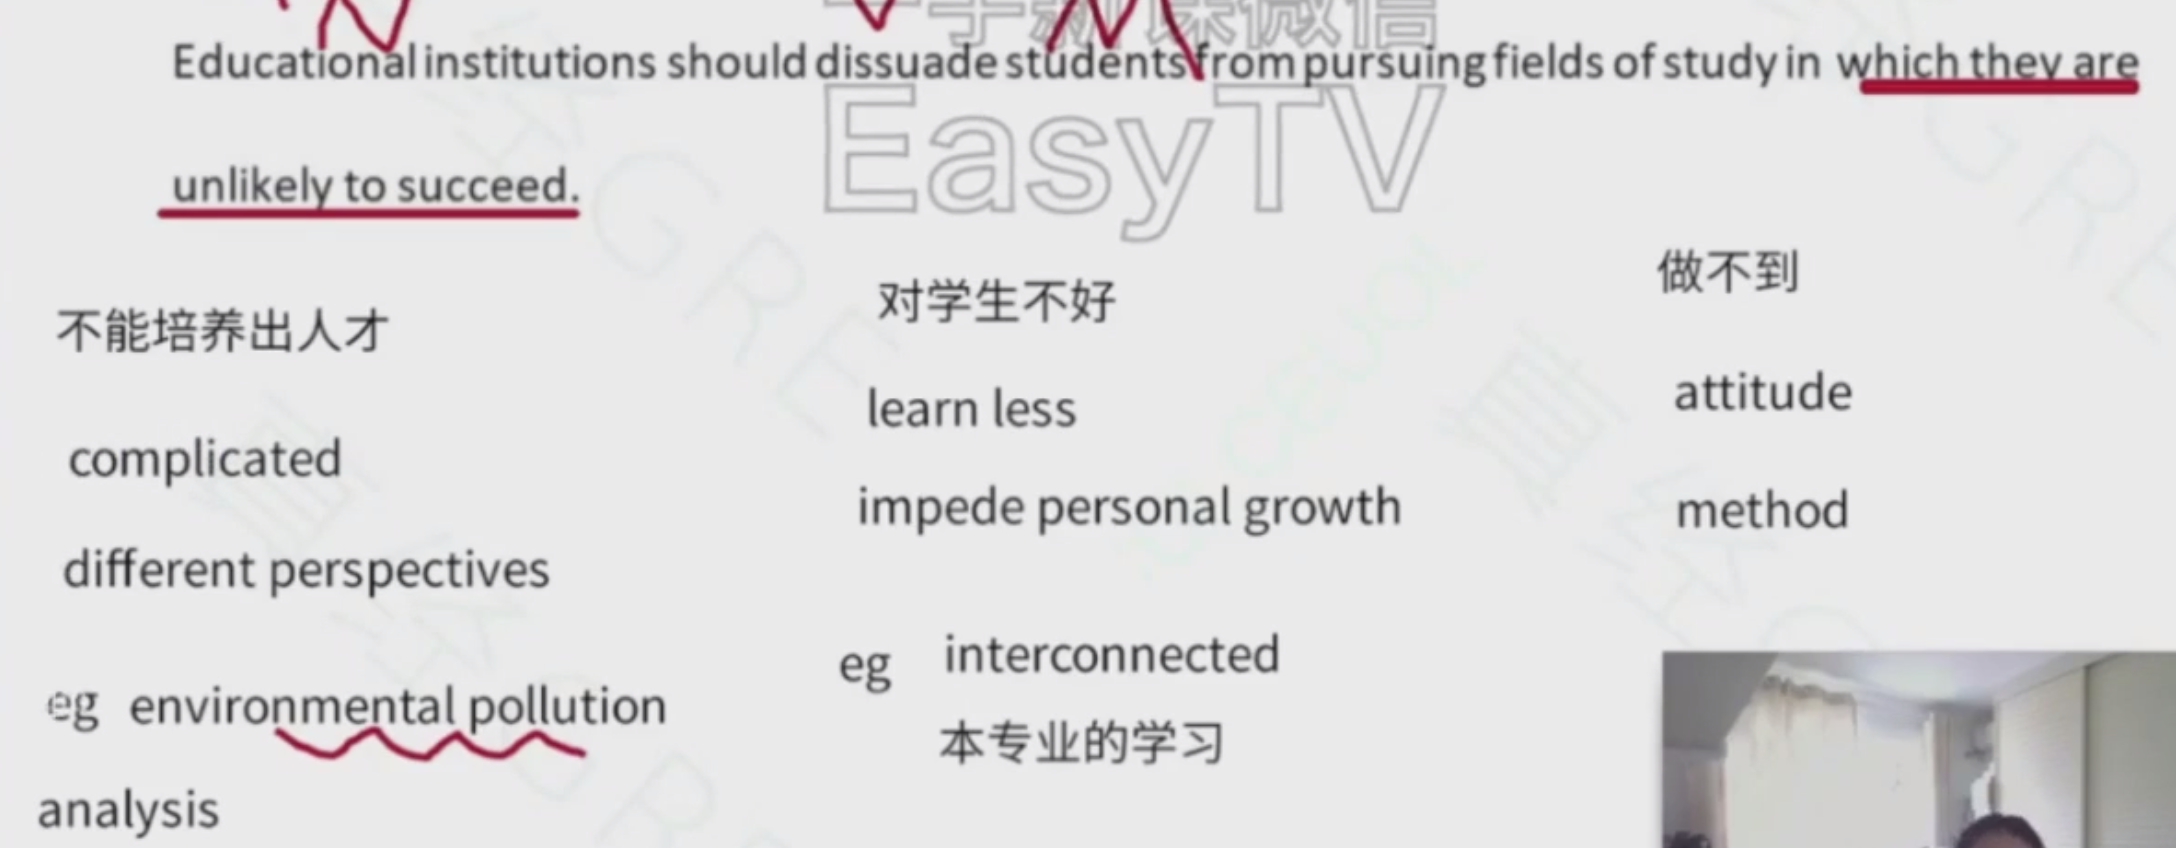 Educational institutions should dissuade students from pursuing fields of study in which they are
unlikely to succeed.
EasyTV
不能培养出人才
complicated
different perspectives
eg environmental pollution
analysis
对学生不好
learn less
impede personal growth
eg interconnected
本专业的学习
做不到
attitude
method
GRE
GRE